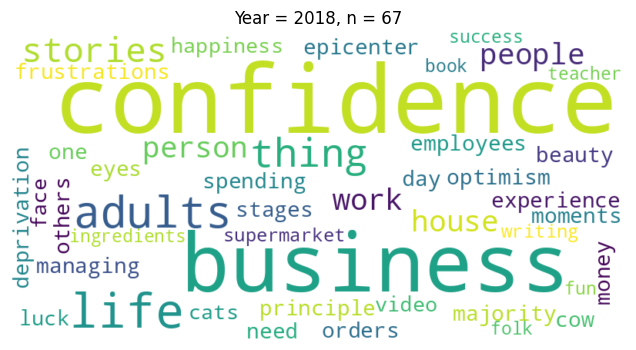 Year = 2018, n = 67
success
stories happiness epicenter people
frustrations book teacher
confidence
one person thing employees beauty
eyes
deprivation face others spending day optimism
adults stages work house experience
moments
ingredients supermarket writing
managing business money
life fun
luck cats principle video majority cow
need orders folk